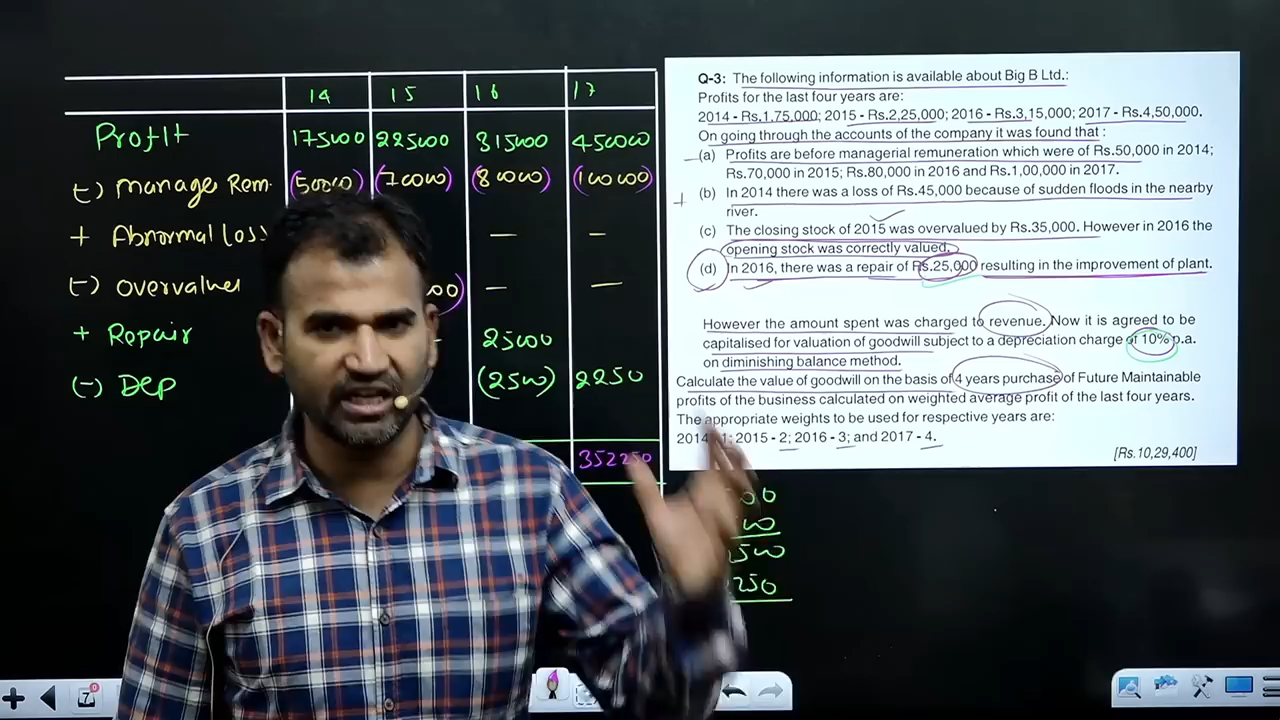 14 15 16 17
Profit 175000 225000 315000 450000
(-) manage Rem. (50000) (70000) (80000) (100000)
+ Abnormal loss — —
(-) overvalued 00) — —
+ Repair - 25000
(-) Dep (2500) 2250
352250
Q-3: The following information is available about Big B Ltd.:
Profits for the last four years are:
2014 - Rs.1,75,000; 2015 - Rs.2,25,000; 2016 - Rs.3,15,000; 2017 - Rs.4,50,000.
On going through the accounts of the company it was found that :
(a) Profits are before managerial remuneration which were of Rs.50,000 in 2014;
Rs.70,000 in 2015; Rs.80,000 in 2016 and Rs.1,00,000 in 2017.
+ (b) In 2014 there was a loss of Rs.45,000 because of sudden floods in the nearby
river.
(c) The closing stock of 2015 was overvalued by Rs.35,000. However in 2016 the
opening stock was correctly valued.
(d) In 2016, there was a repair of Rs.25,000 resulting in the improvement of plant.
However the amount spent was charged to revenue. Now it is agreed to be
capitalised for valuation of goodwill subject to a depreciation charge of 10% p.a.
on diminishing balance method.
Calculate the value of goodwill on the basis of 4 years purchase of Future Maintainable
profits of the business calculated on weighted average profit of the last four years.
The appropriate weights to be used for respective years are:
2014 1; 2015 - 2; 2016 - 3; and 2017 - 4.
[Rs.10,29,400]
00
00
500
250
7